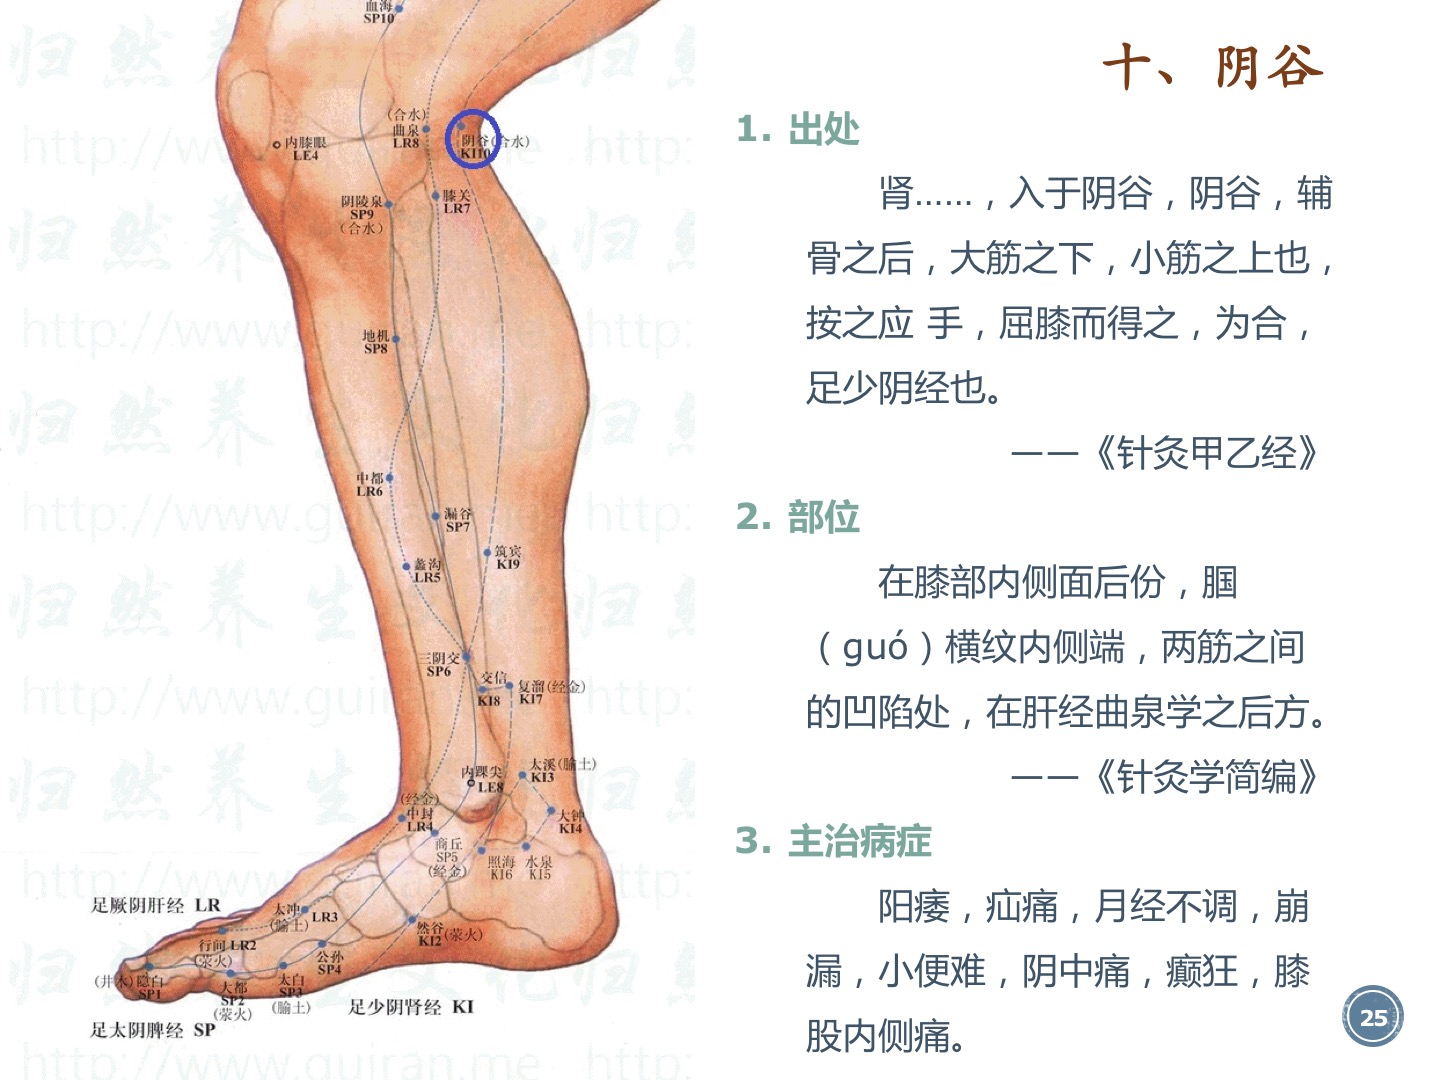 十、阴谷
1. 出处
肾……，入于阴谷，阴谷，辅
骨之后，大筋之下，小筋之上也，
按之应 手，屈膝而得之，为合，
足少阴经也。
——《针灸甲乙经》
2. 部位
在膝部内侧面后份，腘
（guó）横纹内侧端，两筋之间
的凹陷处，在肝经曲泉学之后方。
——《针灸学简编》
3. 主治病症
阳痿，疝痛，月经不调，崩
漏，小便难，阴中痛，癫狂，膝
股内侧痛。
25
血海
SP10
(合水)
曲泉
LR8
阴谷(合水)
KI10
内膝眼
LE4
膝关
LR7
阴陵泉
SP9
(合水)
地机
SP8
中都
LR6
漏谷
SP7
筑宾
KI9
蠡沟
LR5
三阴交
SP6
交信
KI8
复溜(经金)
KI7
太溪(腧土)
KI3
内踝尖
LE8
(经金)
中封
LR4
大钟
KI4
商丘
SP5
(经金)
照海
KI6
水泉
KI5
足厥阴肝经 LR
太冲
LR3
(腧土)
然谷
KI2(荥火)
行间 LR2
(荥火)
公孙
SP4
(井木)隐白
SP1
大都
SP2
(荥火)
太白
SP3
(腧土)
足少阴肾经 KI
足太阴脾经 SP
归然养生文化
http://www.guiran.me